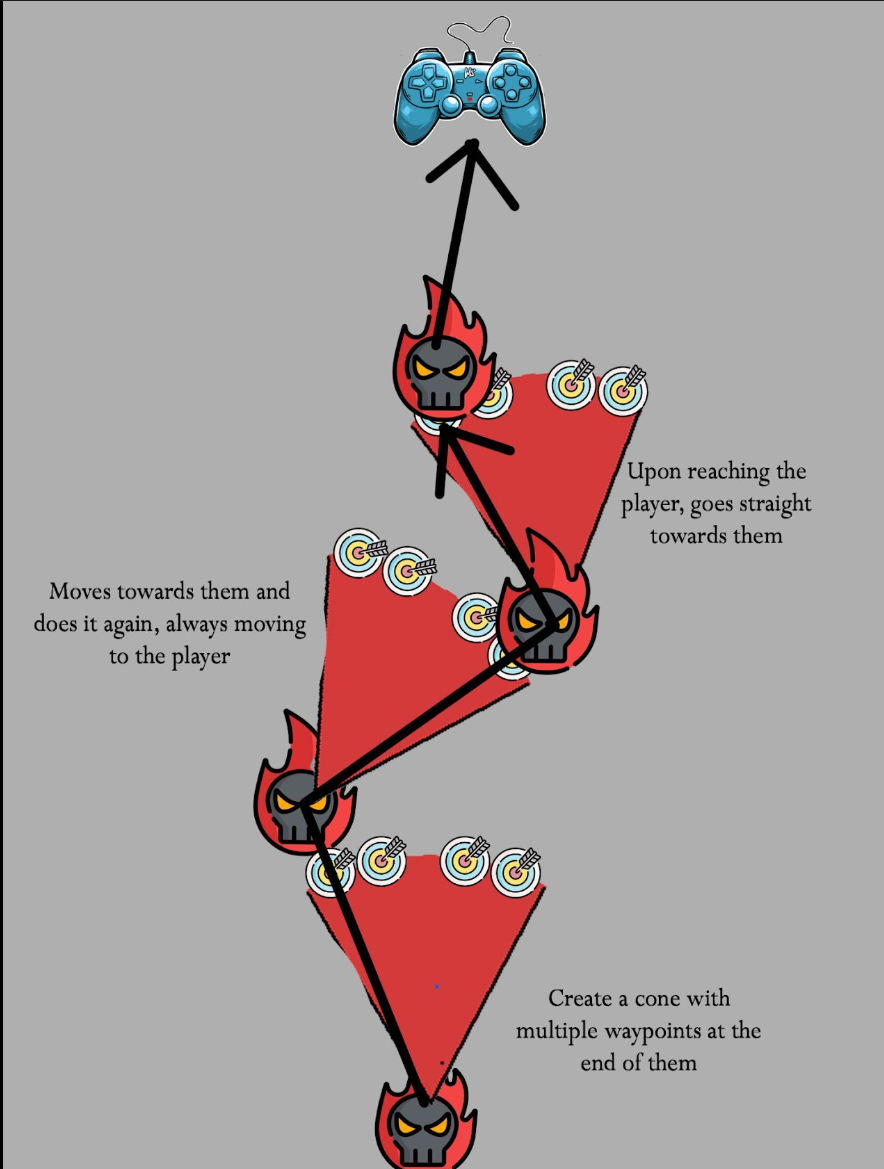 Upon reaching the
player, goes straight
towards them
Moves towards them and
does it again, always moving
to the player
Create a cone with
multiple waypoints at the
end of them